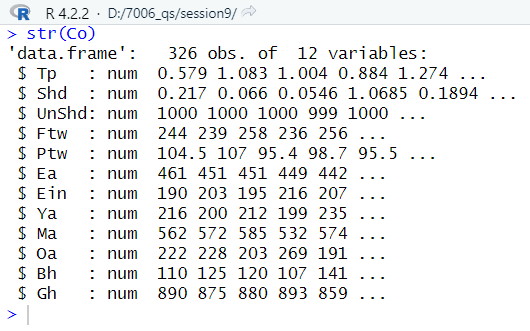 R 4.2.2 · D:/7006_qs/session9/
> str(Co)
'data.frame':   326 obs. of  12 variables:
 $ Tp   : num  0.579 1.083 1.004 0.884 1.274 ...
 $ Shd  : num  0.217 0.066 0.0546 1.0685 0.1894 ...
 $ UnShd: num  1000 1000 1000 999 1000 ...
 $ Ftw  : num  244 239 258 236 256 ...
 $ Ptw  : num  104.5 107 95.4 98.7 95.5 ...
 $ Ea   : num  461 451 451 449 442 ...
 $ Ein  : num  190 203 195 216 207 ...
 $ Ya   : num  216 200 212 199 235 ...
 $ Ma   : num  562 572 585 532 574 ...
 $ Oa   : num  222 228 203 269 191 ...
 $ Bh   : num  110 125 120 107 141 ...
 $ Gh   : num  890 875 880 893 859 ...
>